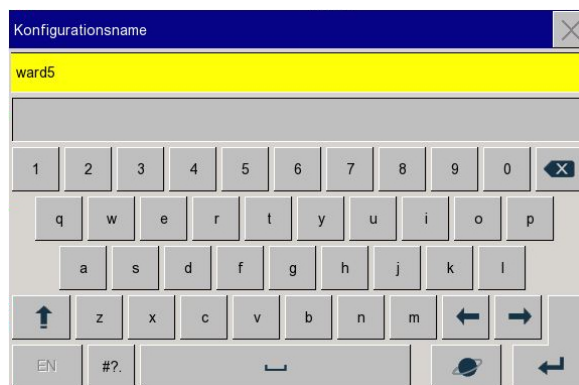 Konfigurationsname
ward5
1 2 3 4 5 6 7 8 9 0
q w e r t y u i o p
a s d f g h j k l
z x c v b n m
EN #?.